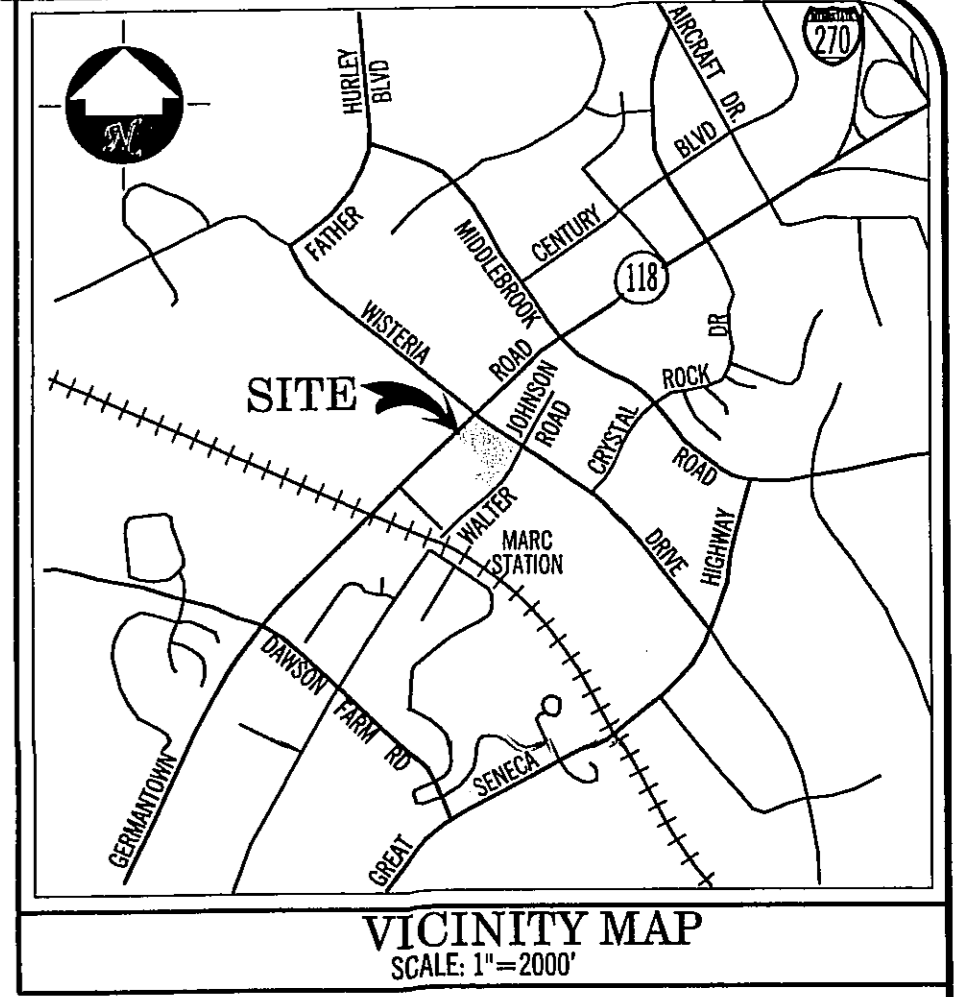 HURLEY
BLVD
AIRCRAFT DR.
INTERSTATE
270
N
BLVD
CENTURY
FATHER
MIDDLEBROOK
118
WISTERIA
ROAD
DR
SITE
JOHNSON
ROAD
ROCK
CRYSTAL
ROAD
WALTER
MARC
STATION
DRIVE
HIGHWAY
DAWSON
FARM
RD
SENECA
GERMANTOWN
GREAT
VICINITY MAP
SCALE: 1"=2000'